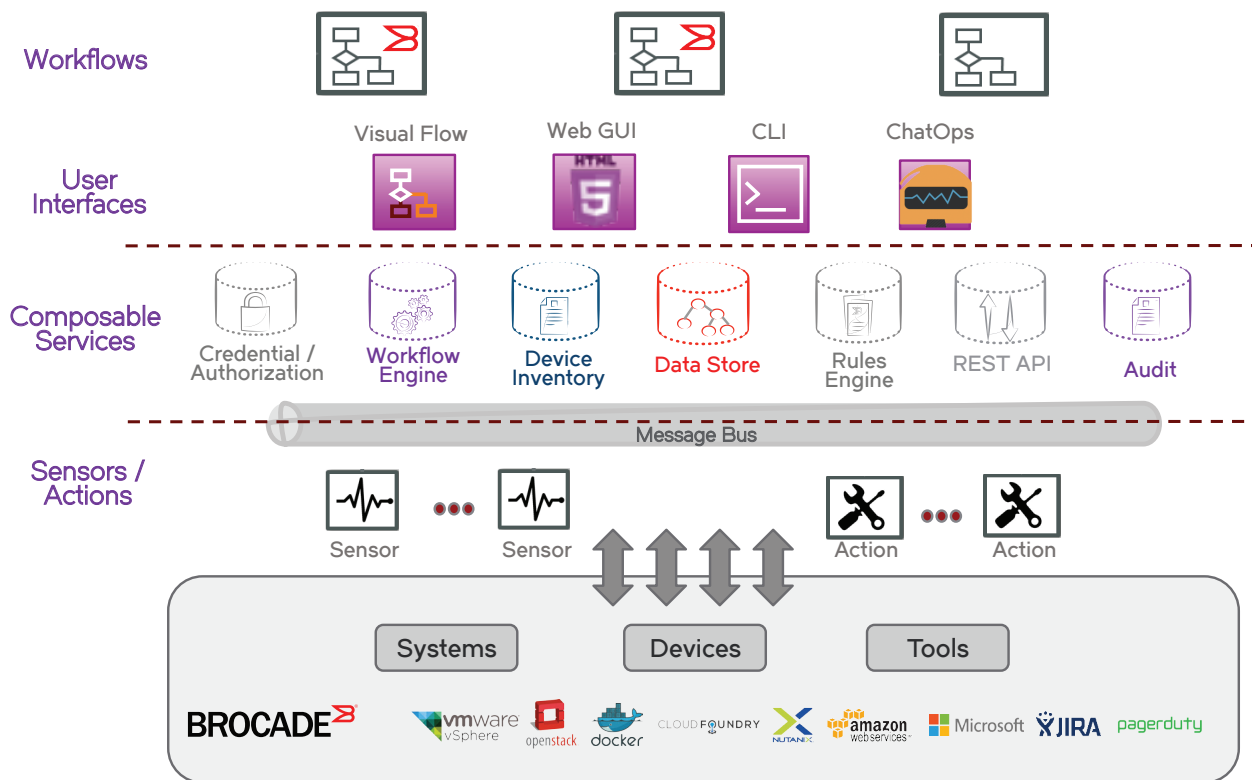 Workflows
Visual Flow
Web GUI
CLI
ChatOps
User
Interfaces
HTML
5
Composable
Services
Credential /
Authorization
Workflow
Engine
Device
Inventory
Data Store
Rules
Engine
REST API
Audit
Message Bus
Sensors /
Actions
Sensor
Sensor
Action
Action
Systems
Devices
Tools
BROCADE
vmware
vSphere
openstack
docker
CLOUD FOUNDRY
NUTANIX
amazon
web services
Microsoft
JIRA
pagerduty